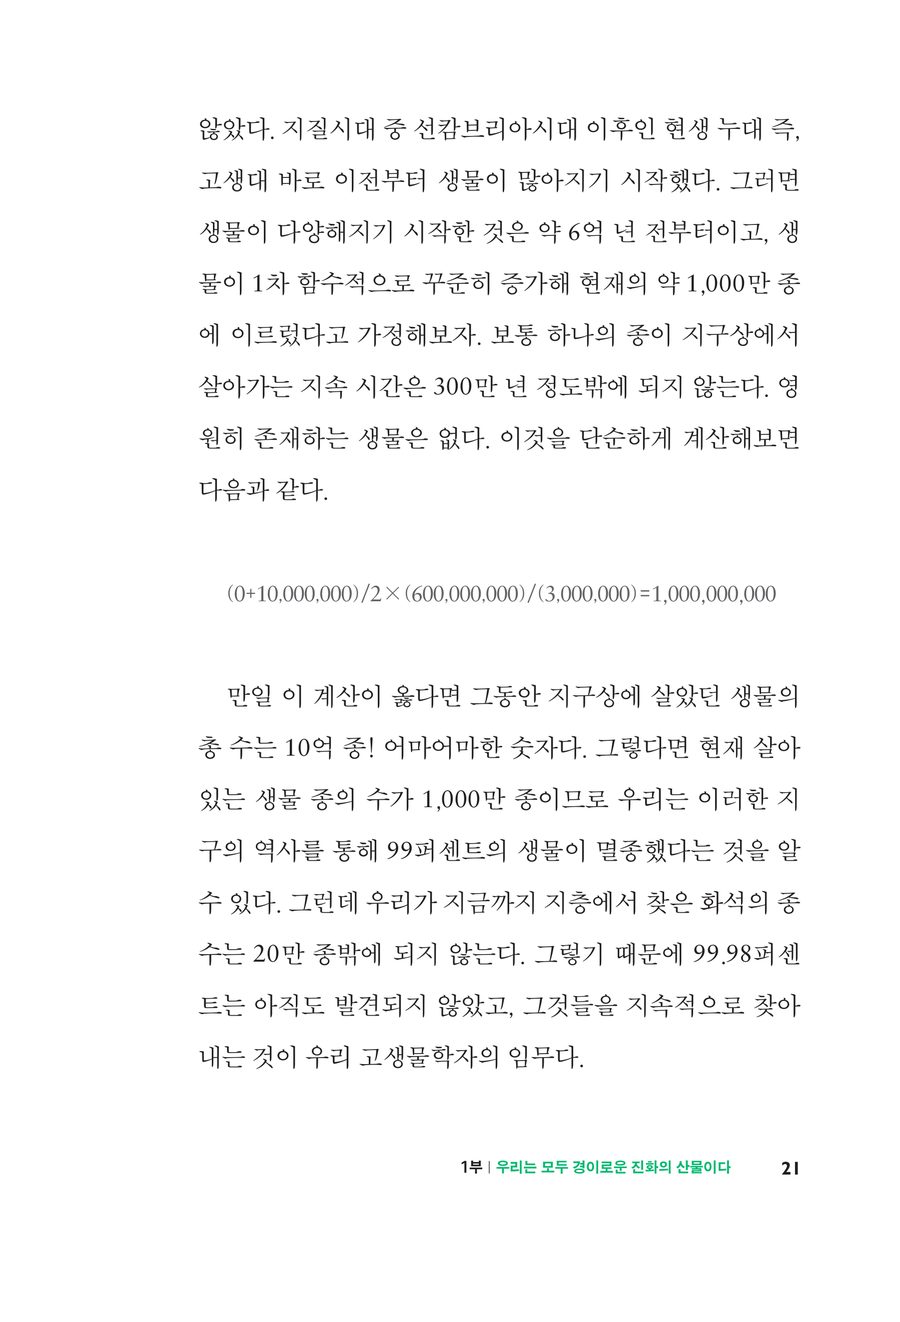 않았다. 지질시대 중 선캄브리아시대 이후인 현생 누대 즉,
고생대 바로 이전부터 생물이 많아지기 시작했다. 그러면
생물이 다양해지기 시작한 것은 약 6억 년 전부터이고, 생
물이 1차 함수적으로 꾸준히 증가해 현재의 약 1,000만 종
에 이르렀다고 가정해보자. 보통 하나의 종이 지구상에서
살아가는 지속 시간은 300만 년 정도밖에 되지 않는다. 영
원히 존재하는 생물은 없다. 이것을 단순하게 계산해보면
다음과 같다.
(0+10,000,000)/2×(600,000,000)/(3,000,000)=1,000,000,000
만일 이 계산이 옳다면 그동안 지구상에 살았던 생물의
총 수는 10억 종! 어마어마한 숫자다. 그렇다면 현재 살아
있는 생물 종의 수가 1,000만 종이므로 우리는 이러한 지
구의 역사를 통해 99퍼센트의 생물이 멸종했다는 것을 알
수 있다. 그런데 우리가 지금까지 지층에서 찾은 화석의 종
수는 20만 종밖에 되지 않는다. 그렇기 때문에 99.98퍼센
트는 아직도 발견되지 않았고, 그것들을 지속적으로 찾아
내는 것이 우리 고생물학자의 임무다.
1부 | 우리는 모두 경이로운 진화의 산물이다 21